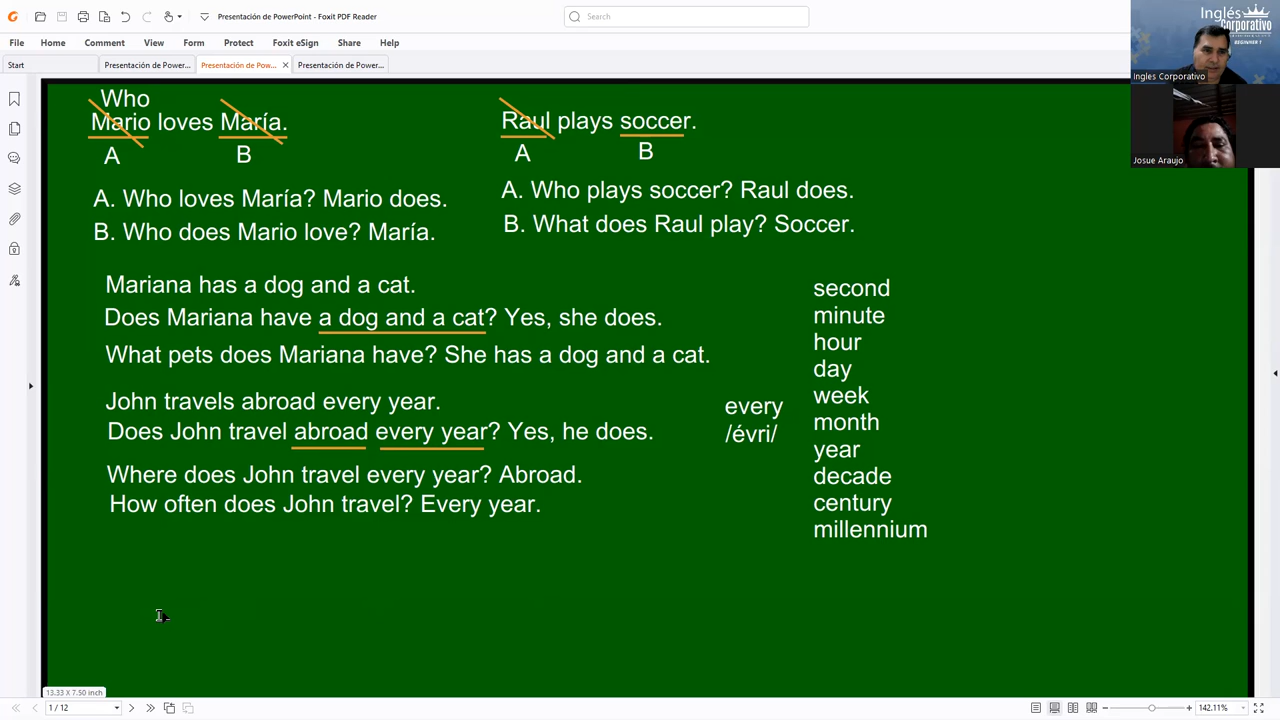 Presentación de PowerPoint - Foxit PDF Reader
Search
File Home Comment View Form Protect Foxit eSign Share Help
Start
Presentación de Power...
Presentación de Pow...
Presentación de Power...
Inglés
Corporativo
BEGINNER 1
Ingles Corporativo
Josue Araujo
Who
Mario loves María.
A B
A. Who loves María? Mario does.
B. Who does Mario love? María.
Raul plays soccer.
A B
A. Who plays soccer? Raul does.
B. What does Raul play? Soccer.
Mariana has a dog and a cat.
Does Mariana have a dog and a cat? Yes, she does.
What pets does Mariana have? She has a dog and a cat.
John travels abroad every year.
Does John travel abroad every year? Yes, he does.
Where does John travel every year? Abroad.
How often does John travel? Every year.
every
/évri/
second
minute
hour
day
week
month
year
decade
century
millennium
13.33 X 7.50 inch
1 / 12
142.11%